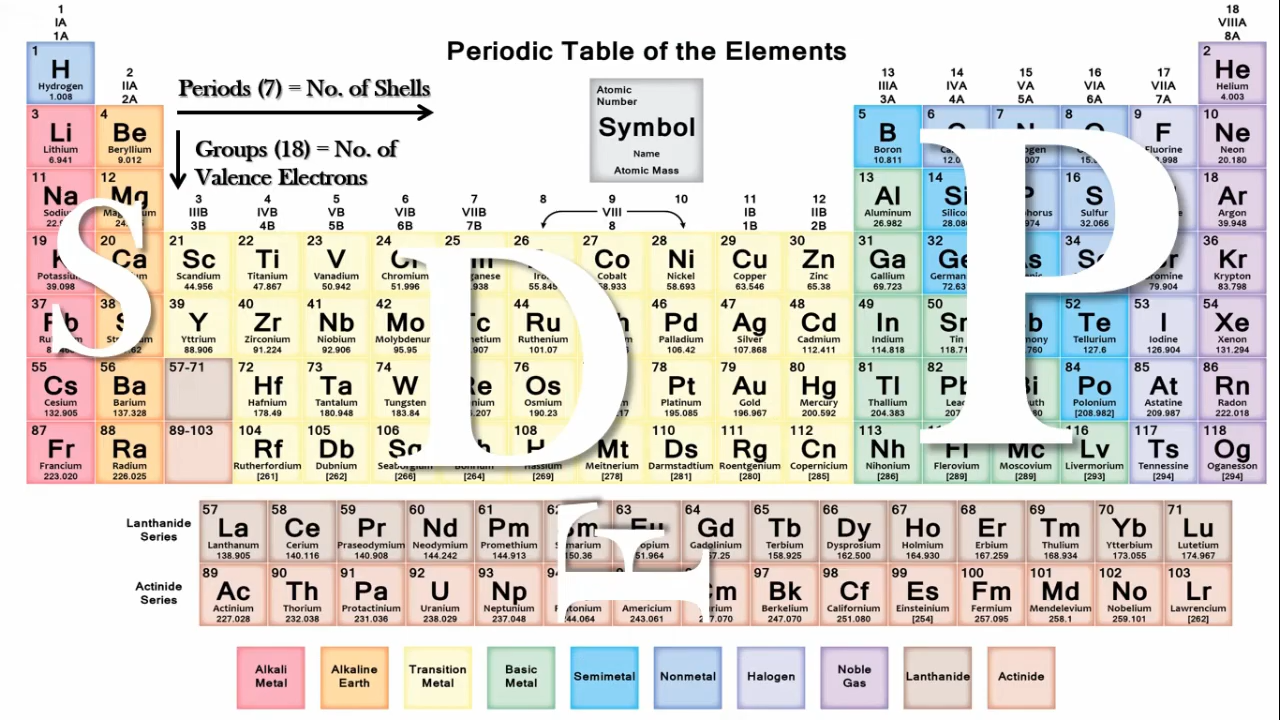 1
IA
1A
18
VIIIA
8A
Periodic Table of the Elements
1
H
Hydrogen
1.008
2
IIA
2A
Periods (7) = No. of Shells
Groups (18) = No. of
Valence Electrons
Atomic
Number
Symbol
Name
Atomic Mass
13
IIIA
3A
14
IVA
4A
15
VA
5A
16
VIA
6A
17
VIIA
7A
2
He
Helium
4.003
3
Li
Lithium
6.941
4
Be
Beryllium
9.012
5
B
Boron
10.811
6
7
8
9
F
10
Ne
Neon
20.180
11
Na
12
Mg
13
Al
Aluminum
26.982
14
16
S
Sulfur
32.066
18
Ar
Argon
39.948
3
IIIB
3B
4
IVB
4B
5
VB
5B
6
VIB
6B
7
VIIB
7B
8
9
10
VIII
8
11
IB
1B
12
IIB
2B
19
39.098
20
Ca
21
Sc
Scandium
44.956
22
Ti
Titanium
47.867
23
V
Vanadium
50.942
24
Chromium
51.996
25
26
27
Co
Cobalt
28
Ni
Nickel
58.693
29
Cu
Copper
63.546
30
Zn
Zinc
65.38
31
Ga
Gallium
69.723
32
34
79.904
36
Kr
Krypton
83.798
37
38
39
Y
Yttrium
88.906
40
Zr
Zirconium
91.224
41
Nb
Niobium
92.906
42
Mo
Molybdenum
95.95
44
Ru
Ruthenium
101.07
46
Pd
Palladium
106.42
47
Ag
Silver
107.868
48
Cd
Cadmium
112.411
49
In
Indium
114.818
50
Tin
52
Te
Tellurium
127.6
53
I
Iodine
126.904
54
Xe
Xenon
131.294
55
Cs
Cesium
132.905
56
Ba
Barium
137.328
57-71
72
Hf
Hafnium
178.49
73
Ta
Tantalum
180.948
74
W
Tungsten
183.84
76
Os
Osmium
190.23
78
Pt
Platinum
195.085
79
Au
Gold
196.967
80
Hg
Mercury
200.592
81
Tl
Thallium
204.383
82
84
Po
Polonium
[208.982]
85
At
Astatine
209.987
86
Rn
Radon
222.018
87
Fr
Francium
223.020
88
Ra
Radium
226.025
89-103
104
Rf
Rutherfordium
[261]
105
Db
Dubnium
[262]
106
Seaborgium
[266]
Bohrium
[264]
108
Hassium
[269]
Mt
Meitnerium
[278]
110
Ds
Darmstadtium
[281]
111
Rg
Roentgenium
[280]
112
Cn
Copernicium
[285]
113
Nh
Nihonium
[286]
Flerovium
[289]
Mc
Moscovium
[289]
116
Lv
Livermorium
[293]
117
Ts
Tennessine
[294]
118
Og
Oganesson
[294]
S
D
P
Lanthanide
Series
57
La
Lanthanum
138.905
58
Ce
Cerium
140.116
59
Pr
Praseodymium
140.908
60
Nd
Neodymium
144.242
61
Pm
Promethium
144.913
63
64
Gd
Gadolinium
65
Tb
Terbium
158.925
66
Dy
Dysprosium
162.500
67
Ho
Holmium
164.930
68
Er
Erbium
167.259
69
Tm
Thulium
168.934
70
Yb
Ytterbium
173.055
71
Lu
Lutetium
174.967
Actinide
Series
89
Ac
Actinium
227.028
90
Th
Thorium
232.038
91
Pa
Protactinium
231.036
92
U
Uranium
238.029
93
Np
Neptunium
237.048
Americium
243.061
97
Bk
Berkelium
247.070
98
Cf
Californium
251.080
99
Es
Einsteinium
[254]
100
Fm
Fermium
257.095
101
Md
Mendelevium
258.1
102
No
Nobelium
259.101
103
Lr
Lawrencium
[262]
Alkali
Metal
Alkaline
Earth
Transition
Metal
Basic
Metal
Semimetal
Nonmetal
Halogen
Noble
Gas
Lanthanide
Actinide